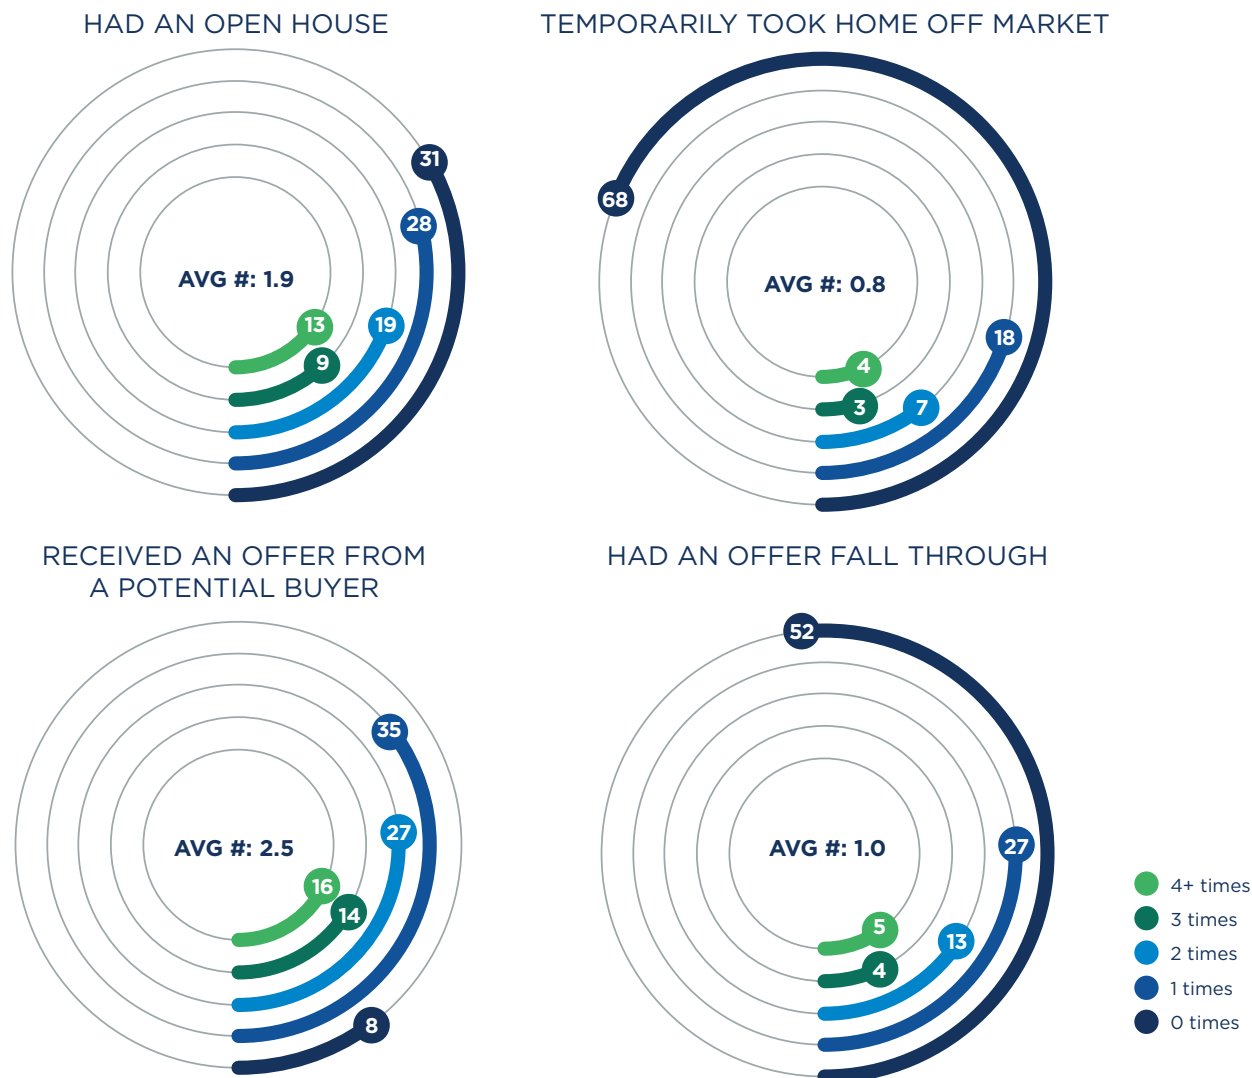 HAD AN OPEN HOUSE
31
28
AVG #: 1.9
13
19
9
TEMPORARILY TOOK HOME OFF MARKET
68
AVG #: 0.8
18
4
3
7
RECEIVED AN OFFER FROM
A POTENTIAL BUYER
35
27
AVG #: 2.5
16
14
8
HAD AN OFFER FALL THROUGH
52
27
AVG #: 1.0
5
13
4
4+ times
3 times
2 times
1 times
0 times